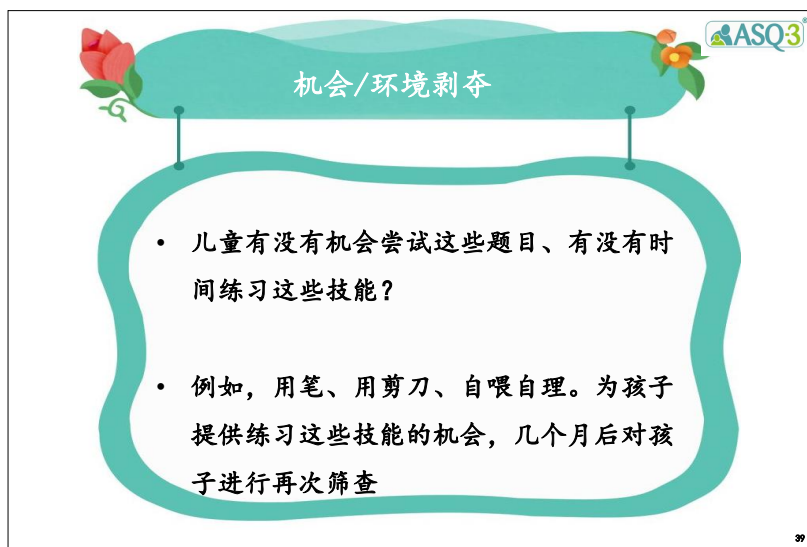 ASQ-3®
机会/环境剥夺
• 儿童有没有机会尝试这些题目、有没有时
间练习这些技能?
• 例如，用笔、用剪刀、自喂自理。为孩子
提供练习这些技能的机会，几个月后对孩
子进行再次筛查
39